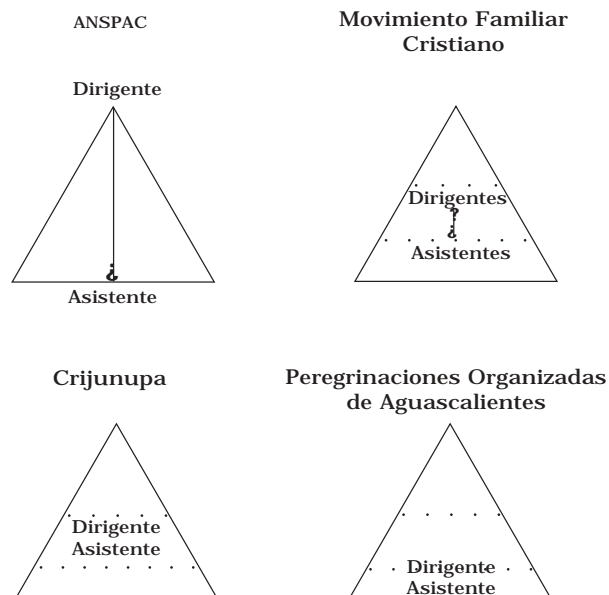 ANSPAC
Dirigente
¿
Asistente
Movimiento Familiar
Cristiano
Dirigentes
?
¿
Asistentes
Crijunupa
Dirigente
Asistente
Peregrinaciones Organizadas
de Aguascalientes
Dirigente
Asistente